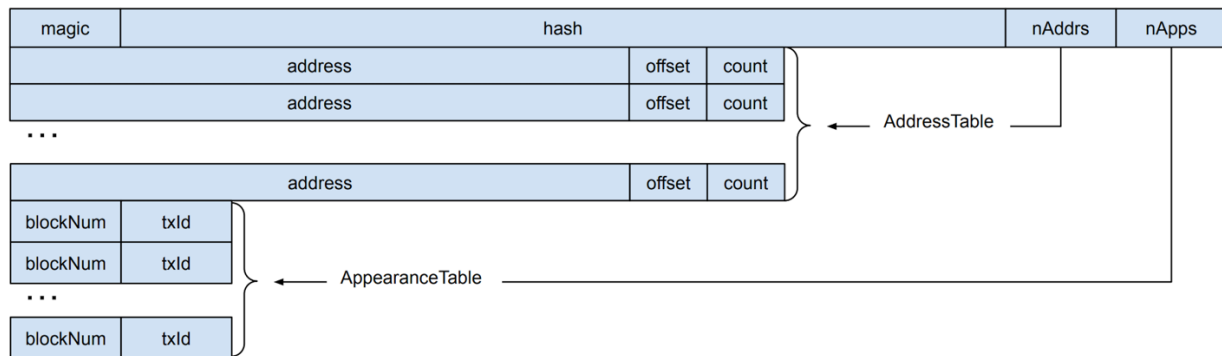 magic hash nAddrs nApps
address offset count
address offset count
AddressTable
...
address offset count
blockNum txId
blockNum txId
AppearanceTable
...
blockNum txId